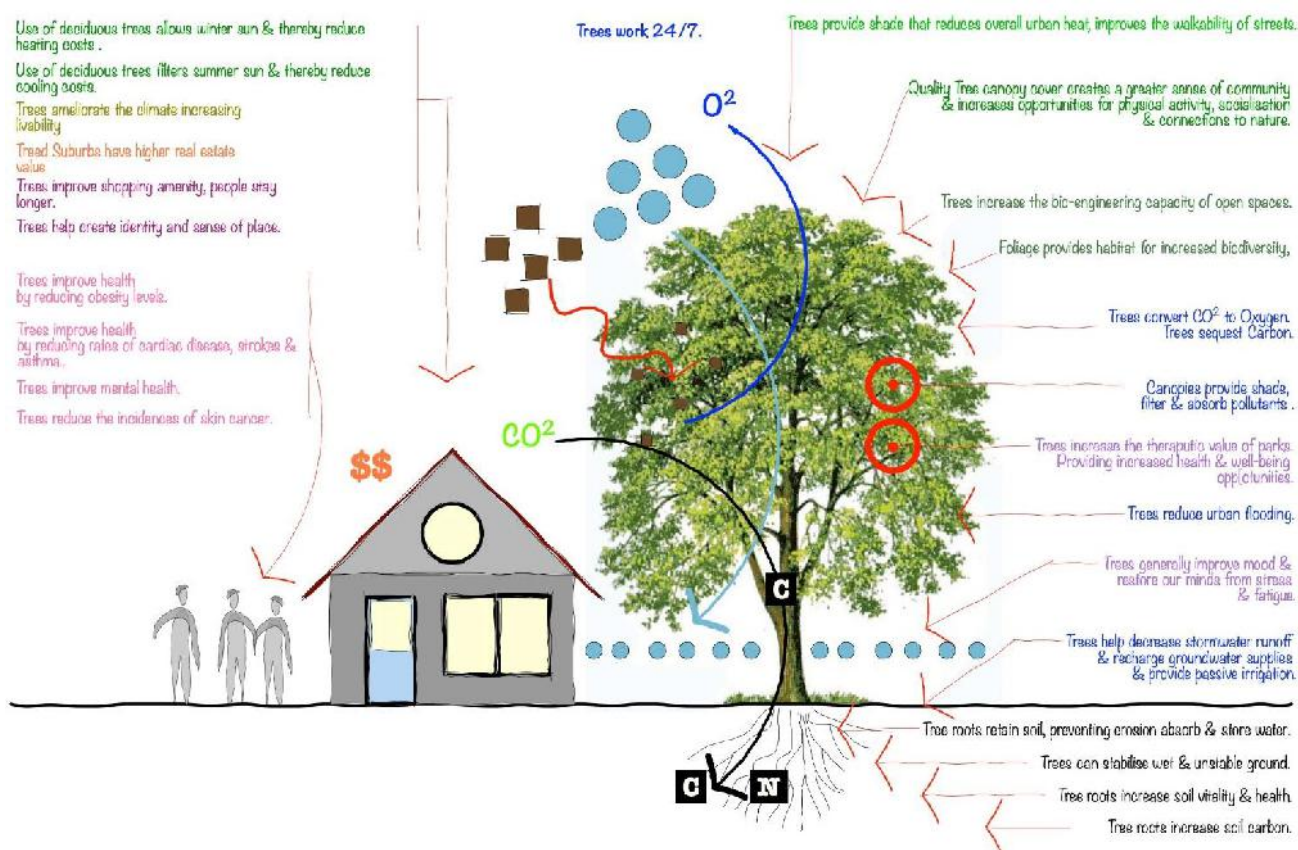 Use of deciduous trees allows winter sun & thereby reduce
heating costs .
Use of deciduous trees filters summer sun & thereby reduce
cooling costs.
Trees ameliorate the climate increasing
livability
Treed Suburbs have higher real estate
value
Trees improve shopping amenity, people stay
longer.
Trees help create identity and sense of place.
Trees improve health
by reducing obesity levels.
Trees improve health
by reducing rates of cardiac disease, strokes &
asthma..
Trees improve mental health.
Trees reduce the incidences of skin cancer.
Trees work 24/7.
O²
CO²
$$
C
C
N
Trees provide shade that reduces overall urban heat, improves the walkability of streets.
Quality Tree canopy cover creates a greater sense of community
& increases opportunities for physical activity, socialisation
& connections to nature.
Trees increase the bio-engineering capacity of open spaces.
Foliage provides habitat for increased biodiversity,
Trees convert CO² to Oxygen.
Trees sequest Carbon.
Canopies provide shade,
filter & absorb pollutants .
Trees increase the theraputic value of parks.
Providing increased health & well-being
opportunities.
Trees reduce urban flooding.
Trees generally improve mood &
restore our minds from stress
& fatigue.
Trees help decrease stormwater runoff
& recharge groundwater supplies
& provide passive irrigation.
Tree roots retain soil, preventing erosion absorb & store water.
Trees can stabilise wet & unstable ground.
Tree roots increase soil vitality & health.
Tree roots increase soil carbon.